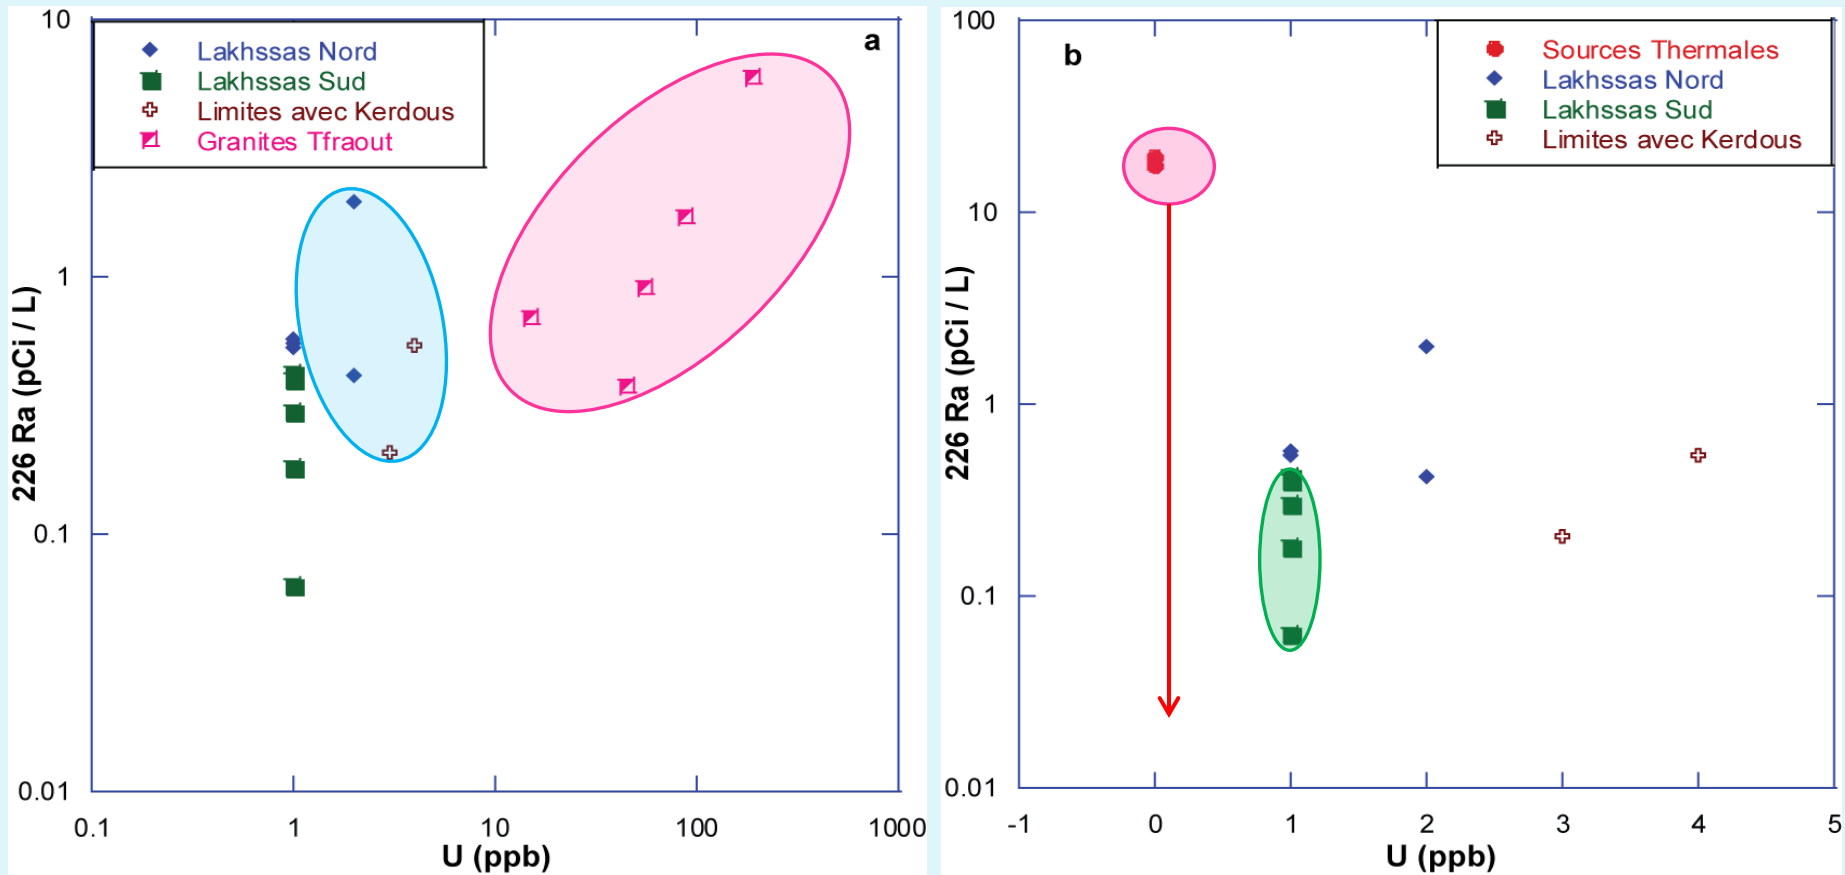 a
Lakhssas Nord
Lakhssas Sud
Limites avec Kerdous
Granites Tfraout
10
1
0.1
0.01
226 Ra (pCi / L)
0.1 1 10 100 1000
U (ppb)
b
Sources Thermales
Lakhssas Nord
Lakhssas Sud
Limites avec Kerdous
100
10
1
0.1
0.01
226 Ra (pCi / L)
-1 0 1 2 3 4 5
U (ppb)